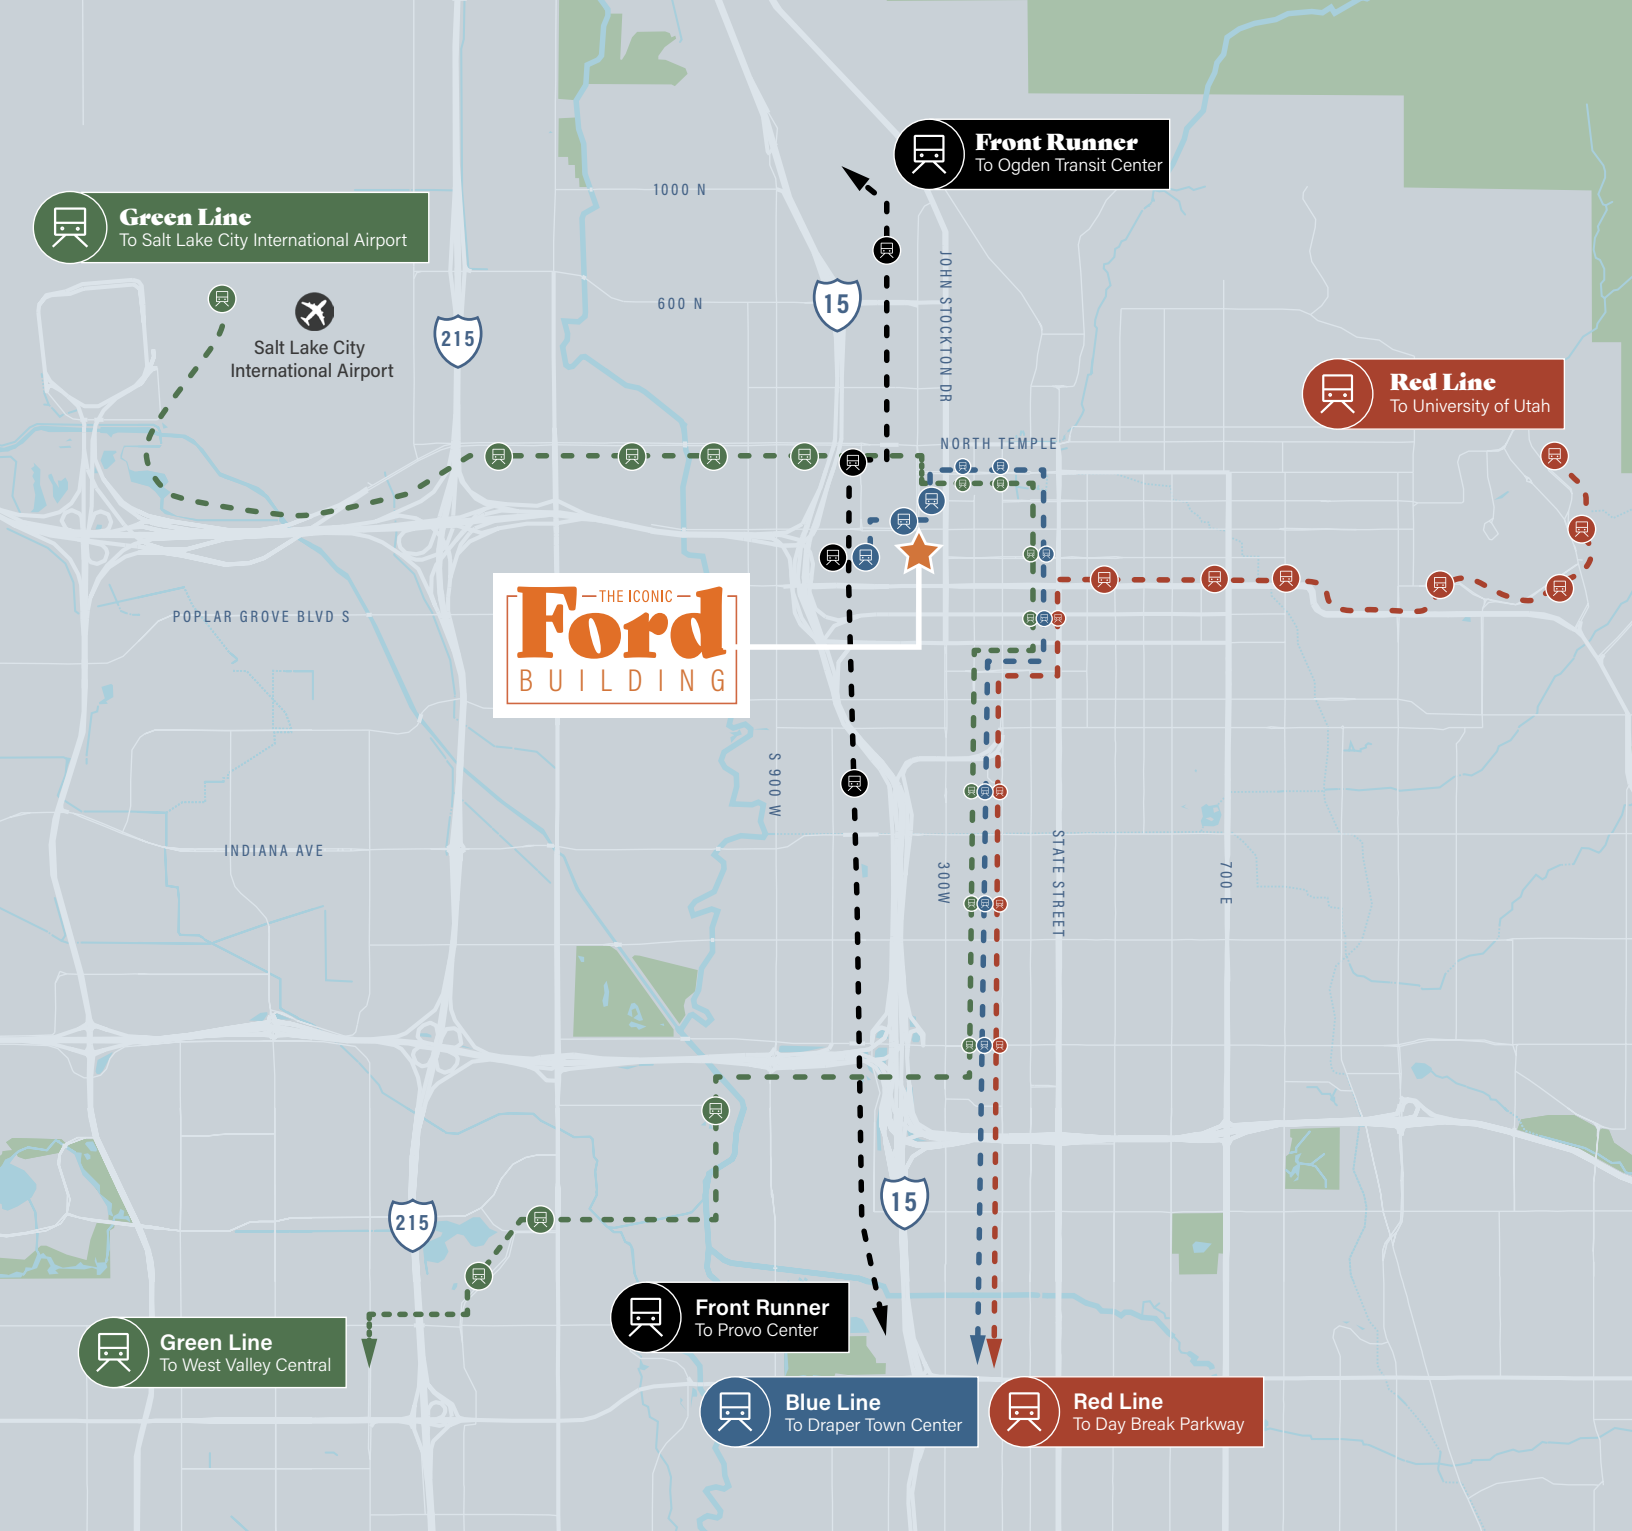 Front Runner
To Ogden Transit Center
1000 N
Green Line
To Salt Lake City International Airport
JOHN STOCKTON DR
600 N
15
215
Salt Lake City
International Airport
Red Line
To University of Utah
NORTH TEMPLE
THE ICONIC
Ford
BUILDING
POPLAR GROVE BLVD S
S 900 W
INDIANA AVE
300W
STATE STREET
700 E
15
215
Front Runner
To Provo Center
Green Line
To West Valley Central
Blue Line
To Draper Town Center
Red Line
To Day Break Parkway